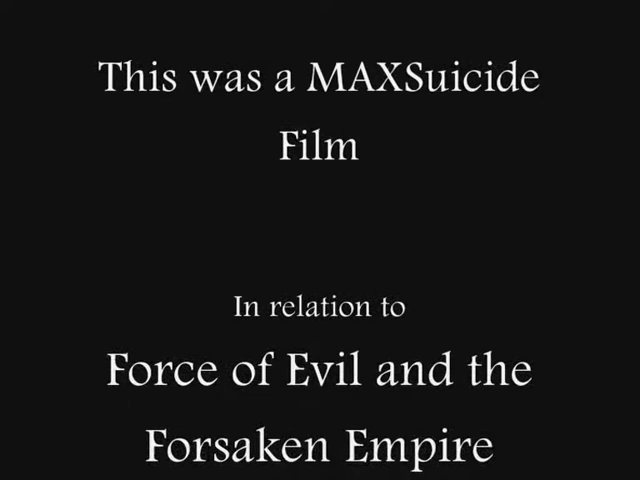 This was a MAXSuicide
Film
In relation to
Force of Evil and the
Forsaken Empire